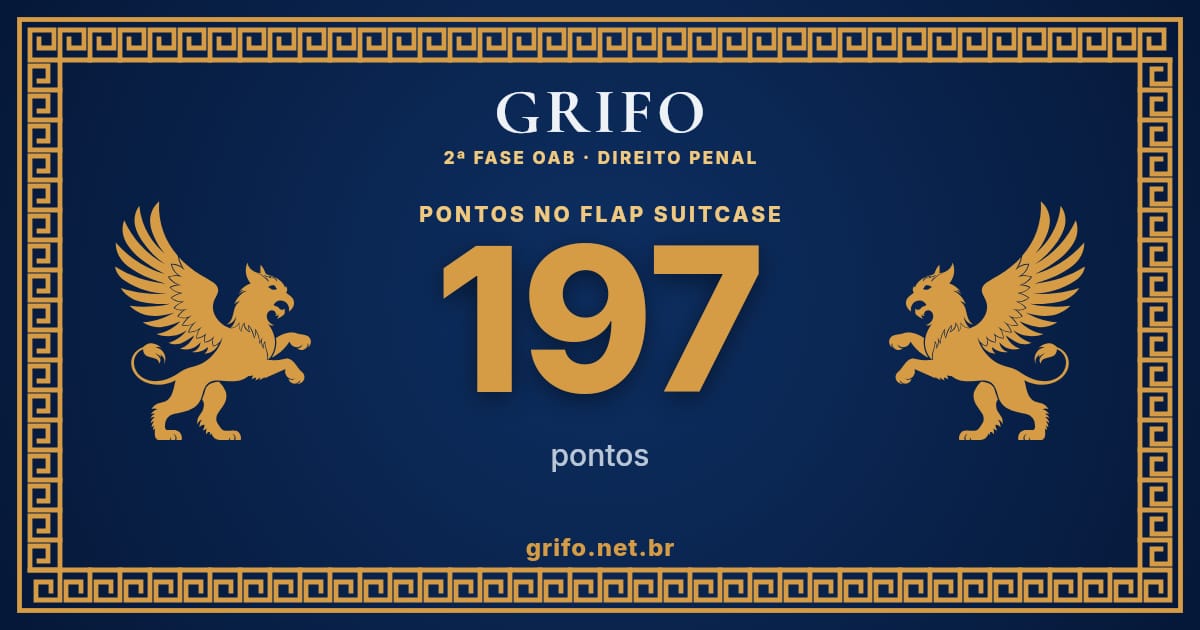 GRIFO
2ª FASE OAB · DIREITO PENAL
PONTOS NO FLAP SUITCASE
197
pontos
grifo.net.br